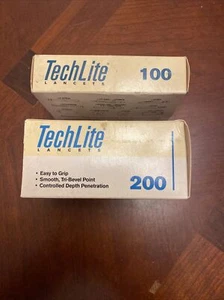 TechLite 100
LANCETS
TechLite
LANCETS
• Easy to Grip
• Smooth, Tri-Bevel Point
• Controlled Depth Penetration
200